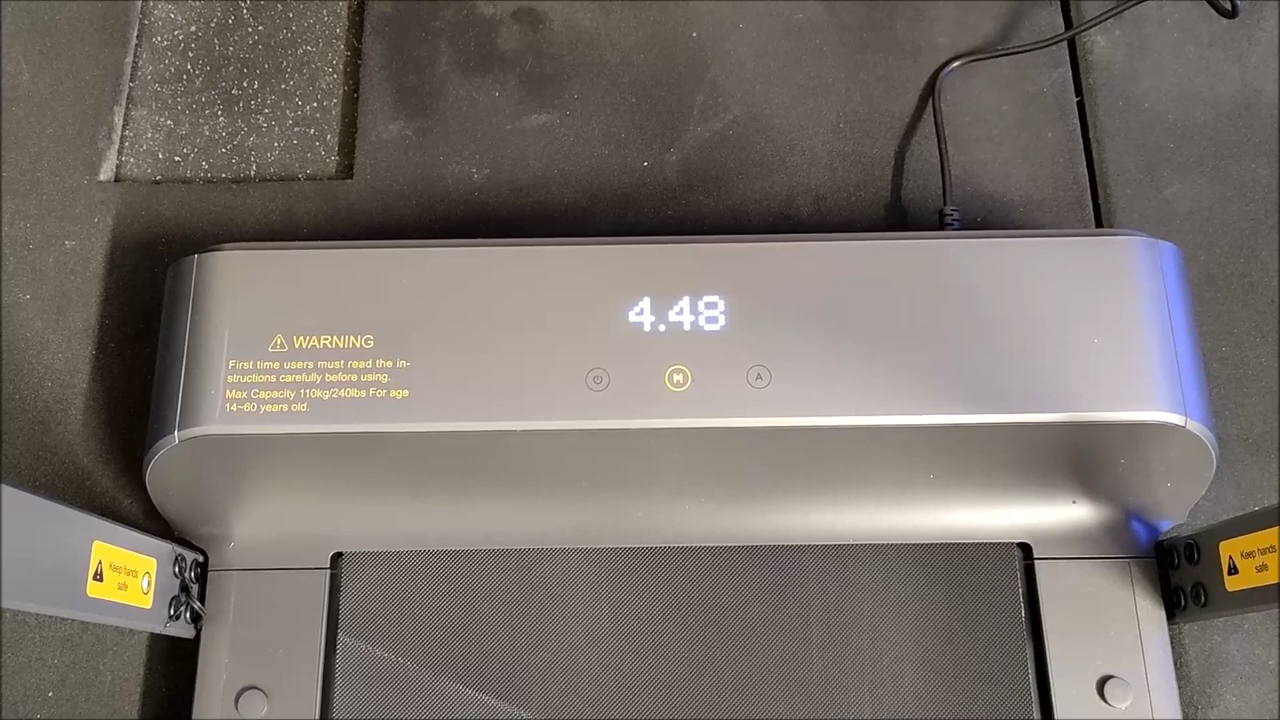 4.48
WARNING
First time users must read the in-
structions carefully before using.
Max Capacity 110kg/240lbs For age
14~60 years old.
M
A
Keep hands
safe
Keep hands
safe